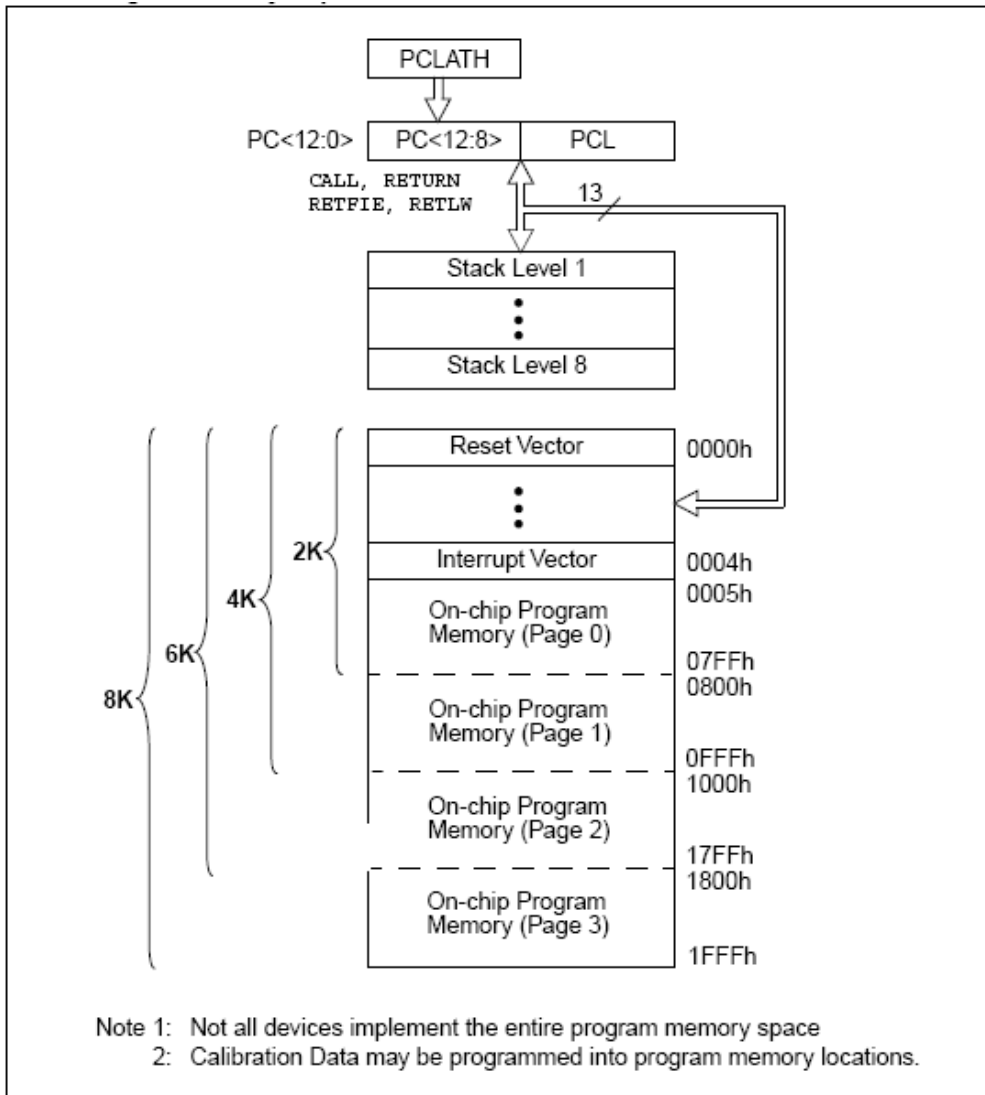 PCLATH
PC<12:0>
PC<12:8>
PCL
CALL, RETURN
RETFIE, RETLW
13
Stack Level 1
Stack Level 8
Reset Vector
0000h
2K
Interrupt Vector
0004h
0005h
4K
On-chip Program
Memory (Page 0)
6K
07FFh
0800h
8K
On-chip Program
Memory (Page 1)
0FFFh
1000h
On-chip Program
Memory (Page 2)
17FFh
1800h
On-chip Program
Memory (Page 3)
1FFFh
Note 1: Not all devices implement the entire program memory space
2: Calibration Data may be programmed into program memory locations.